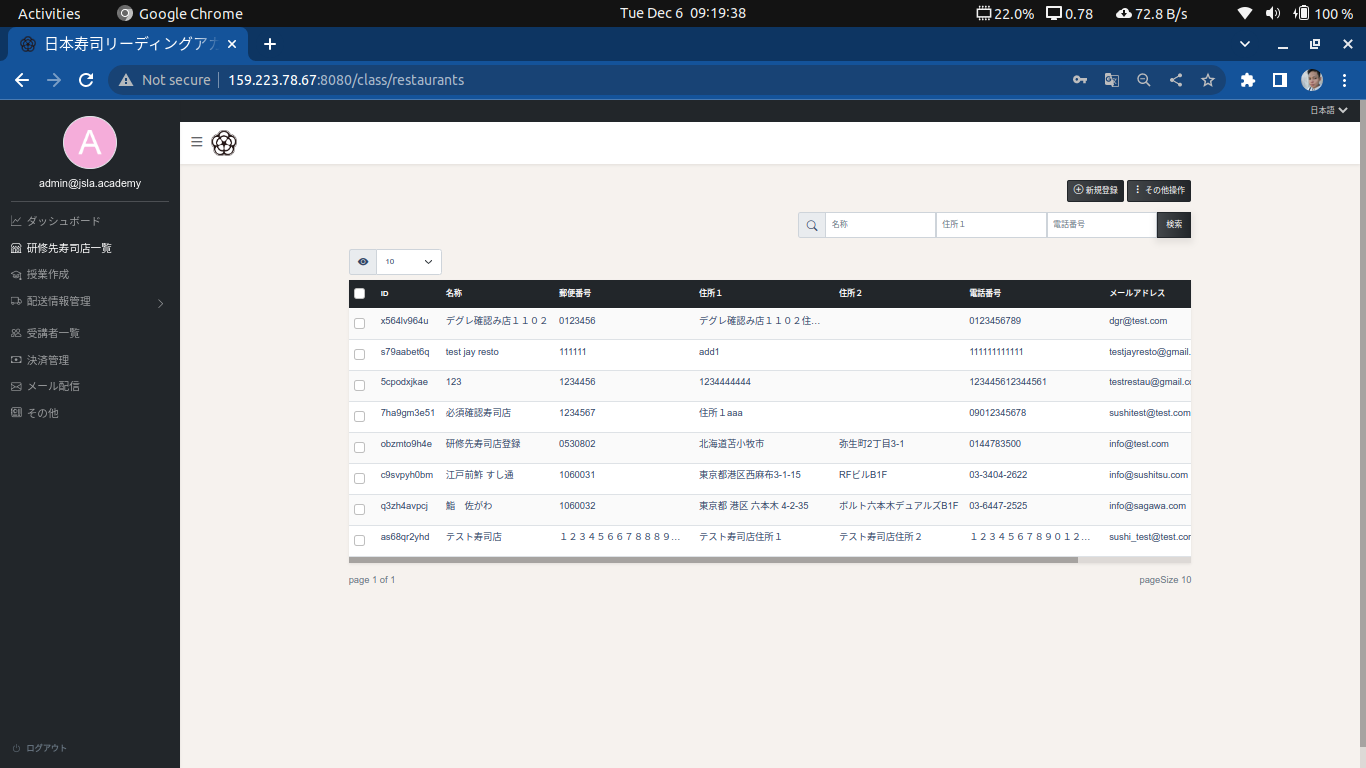 Activities Google Chrome Tue Dec 6 09:19:38 22.0% 0.78 72.8 B/s 100 %
日本寿司リーディングアカ
Not secure 159.223.78.67:8080/class/restaurants
日本語
A
admin@jsla.academy
ダッシュボード
研修先寿司店一覧
授業作成
配送情報管理
受講者一覧
決済管理
メール配信
その他
ログアウト
新規登録 その他操作
名称 住所１ 電話番号 検索
10
ID 名称 郵便番号 住所１ 住所２ 電話番号 メールアドレス
x564lv964u デグレ確認み店１１０２ 0123456 デグレ確認み店１１０２住… 0123456789 dgr@test.com
s79aabet6q test jay resto 111111 add1 111111111111 testjayresto@gmail.
5cpodxjkae 123 1234456 1234444444 123445612344561 testrestau@gmail.co
7ha9gm3e51 必須確認寿司店 1234567 住所１aaa 09012345678 sushitest@test.com
obzmto9h4e 研修先寿司店登録 0530802 北海道苫小牧市 弥生町2丁目3-1 0144783500 info@test.com
c9svpyh0bm 江戸前鮓 すし通 1060031 東京都港区西麻布3-1-15 RFビルB1F 03-3404-2622 info@sushitsu.com
q3zh4avpcj 鮨　佐がわ 1060032 東京都 港区 六本木 4-2-35 ボルト六本木デュアルズB1F 03-6447-2525 info@sagawa.com
as68qr2yhd テスト寿司店 １２３４５６６７８８８９… テスト寿司店住所１ テスト寿司店住所２ １２３４５６７８９０１２… sushi_test@test.cor
page 1 of 1 pageSize 10